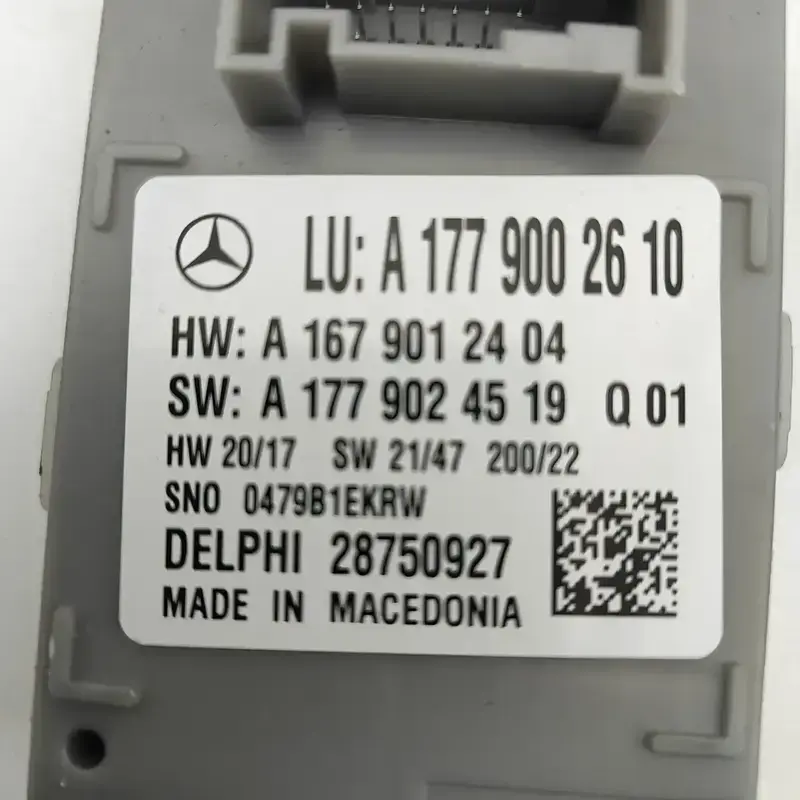 LU: A 177 900 26 10
HW: A 167 901 24 04
SW: A 177 902 45 19 Q 01
HW 20/17 SW 21/47 200/22
SNO 0479B1EKRW
DELPHI 28750927
MADE IN MACEDONIA